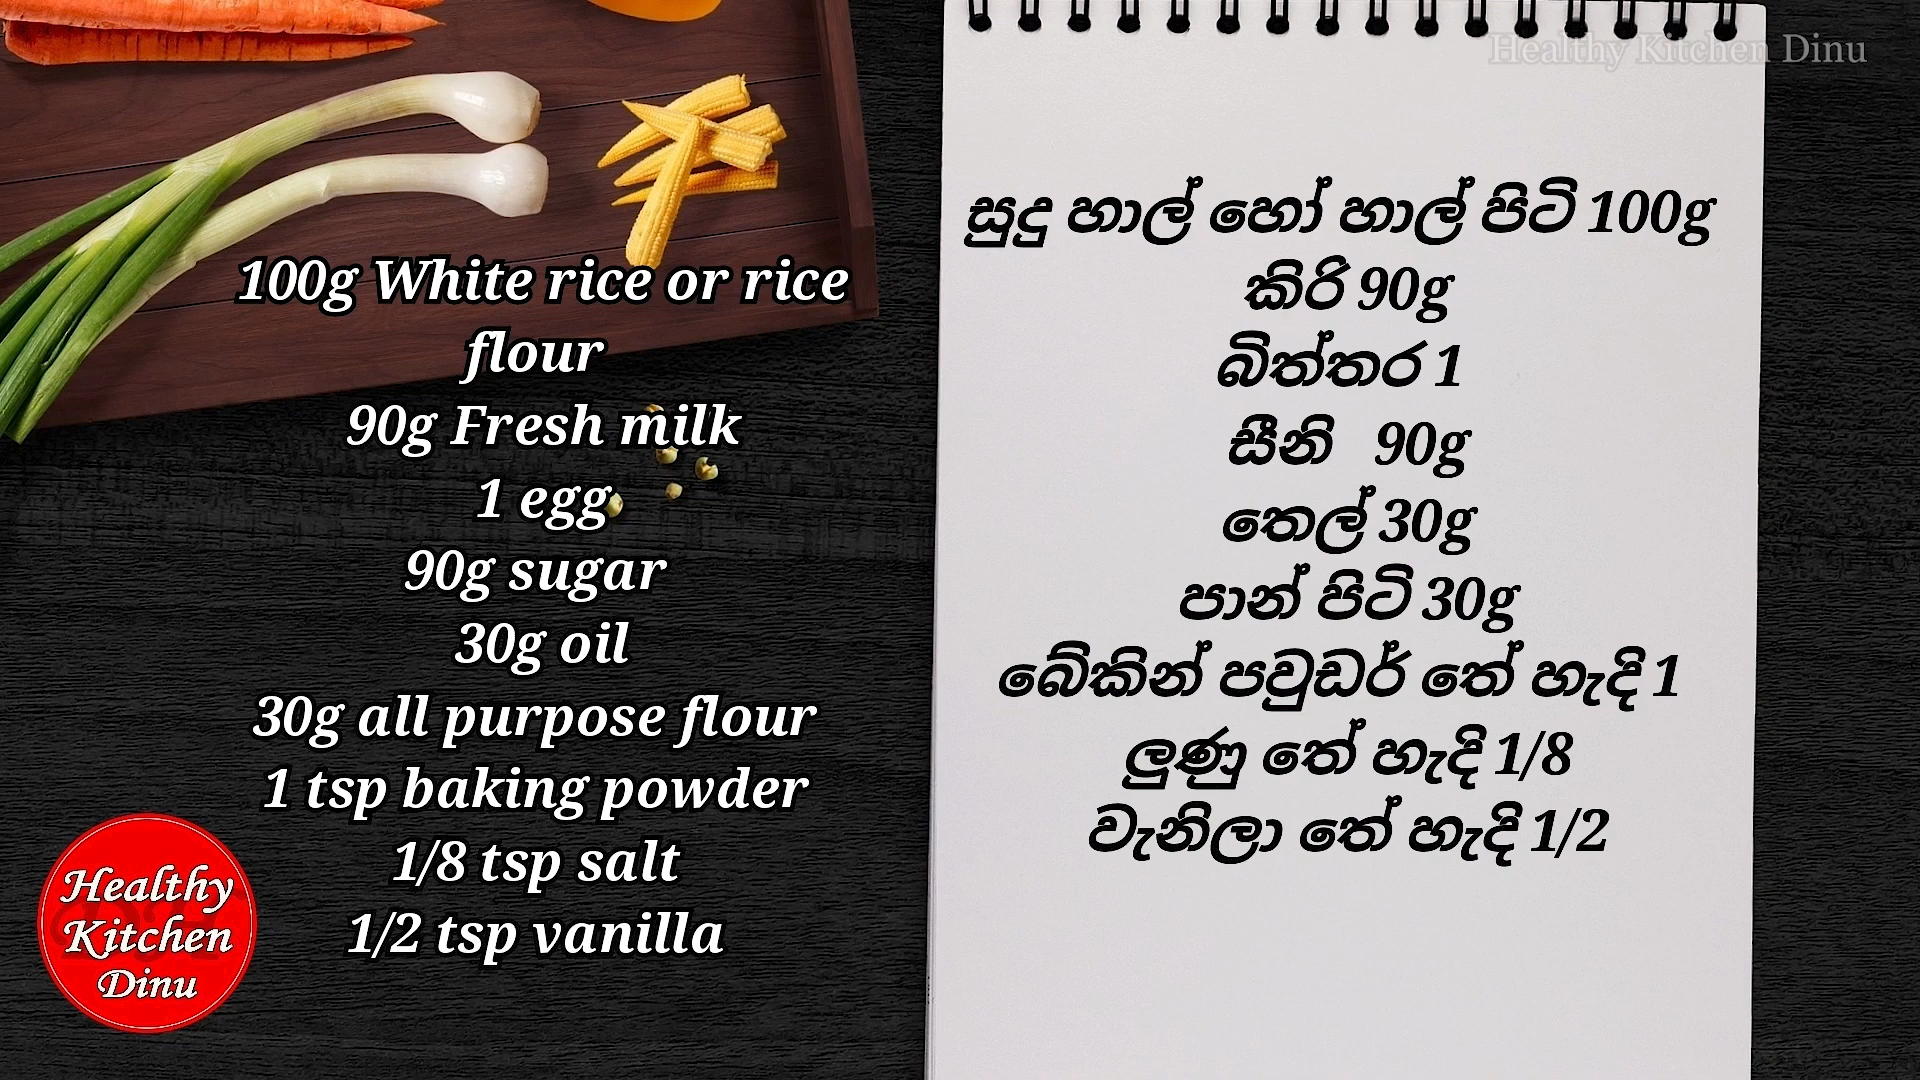 Healthy Kitchen Dinu
100g White rice or rice
flour
90g Fresh milk
1 egg
90g sugar
30g oil
30g all purpose flour
1 tsp baking powder
1/8 tsp salt
1/2 tsp vanilla
සුදු හාල් හෝ හාල් පිටි 100g
කිරි 90g
බිත්තර 1
සීනි 90g
තෙල් 30g
පාන් පිටි 30g
බේකින් පවුඩර් තේ හැදි 1
ලුණු තේ හැදි 1/8
වැනිලා තේ හැදි 1/2
Healthy
Kitchen
Dinu